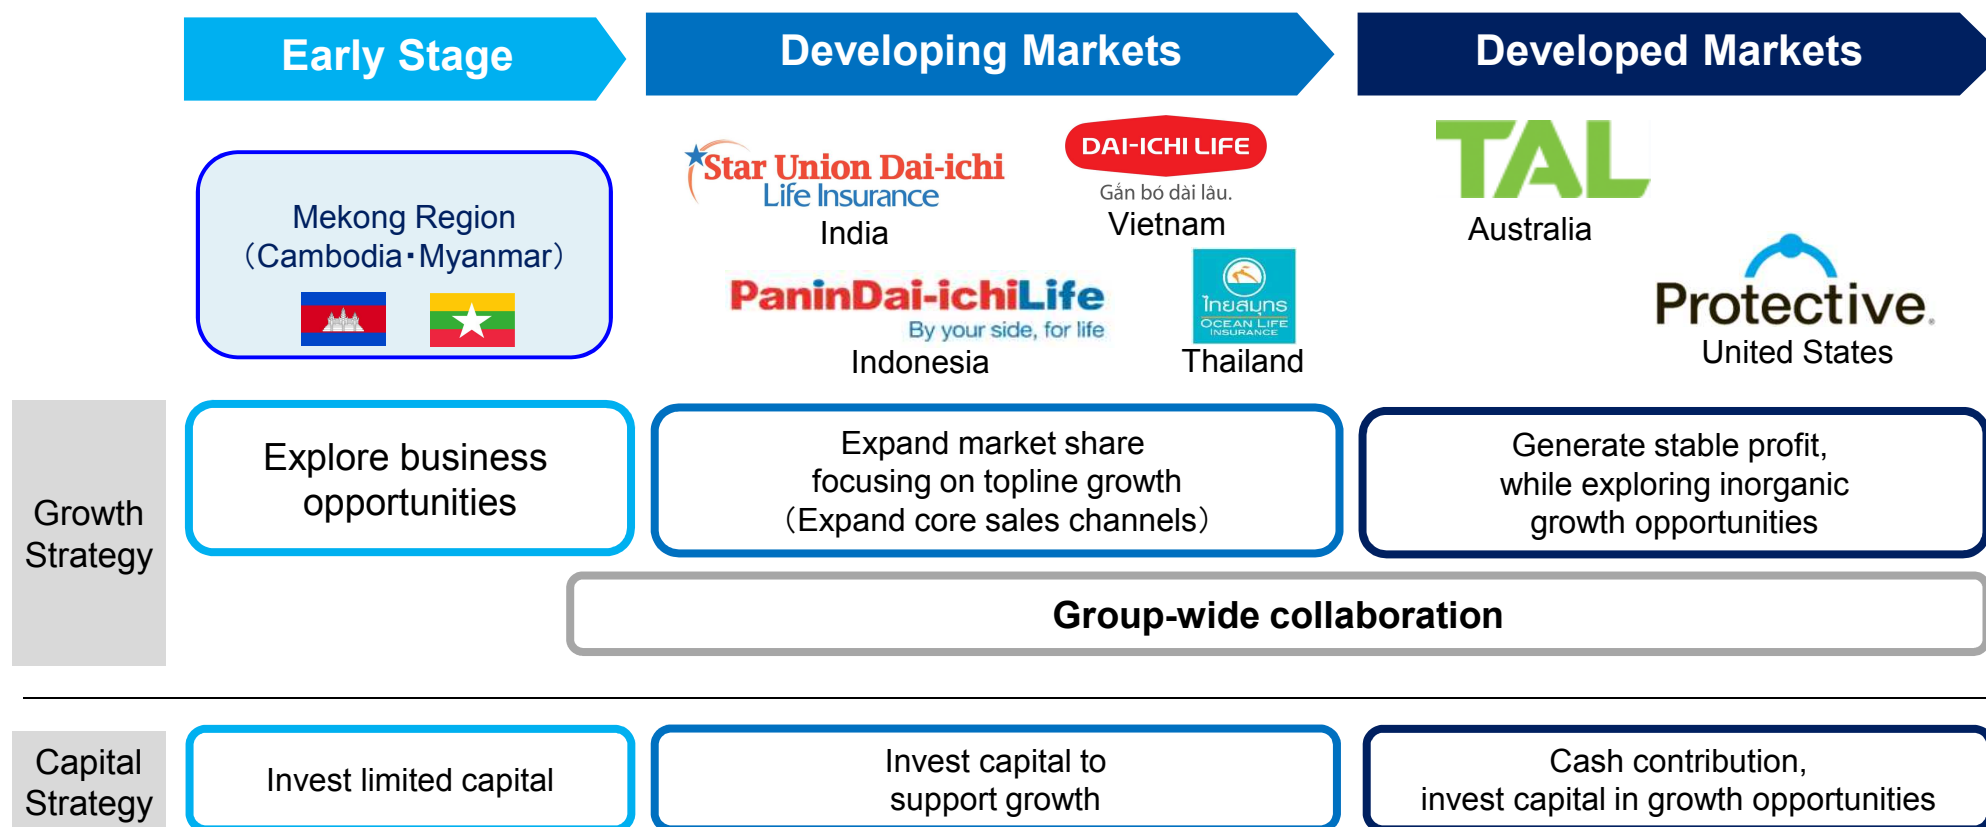 Early Stage
Developing Markets
Developed Markets
Mekong Region
（Cambodia・Myanmar）
Star Union Dai-ichi
Life Insurance
India
DAI-ICHI LIFE
Gắn bó dài lâu.
Vietnam
PaninDai-ichiLife
By your side, for life
Indonesia
ไทยสมุทร
OCEAN LIFE
INSURANCE
Thailand
TAL
Australia
Protective.
United States
Growth
Strategy
Explore business
opportunities
Expand market share
focusing on topline growth
（Expand core sales channels）
Generate stable profit,
while exploring inorganic
growth opportunities
Group-wide collaboration
Capital
Strategy
Invest limited capital
Invest capital to
support growth
Cash contribution,
invest capital in growth opportunities